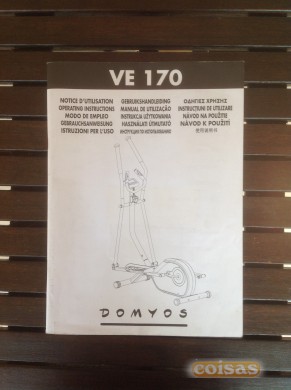 VE 170
NOTICE D'UTILISATION
OPERATING INSTRUCTIONS
MODO DE EMPLEO
GEBRAUCHSANWEISUNG
ISTRUZIONI PER L'USO
GEBRUIKSHANDLEIDING
MANUAL DE UTILIZAÇÃO
INSTRUKCJA UŻYTKOWANIA
HASZNÁLATI ÚTMUTATÓ
ΟΔΗΓΙΕΣ ΧΡΗΣΗΣ
INSTRUCŢIUNI DE UTILIZARE
NÁVOD NA POUŽITIE
NÁVOD K POUŽITÍ
DOMYOS
coisas